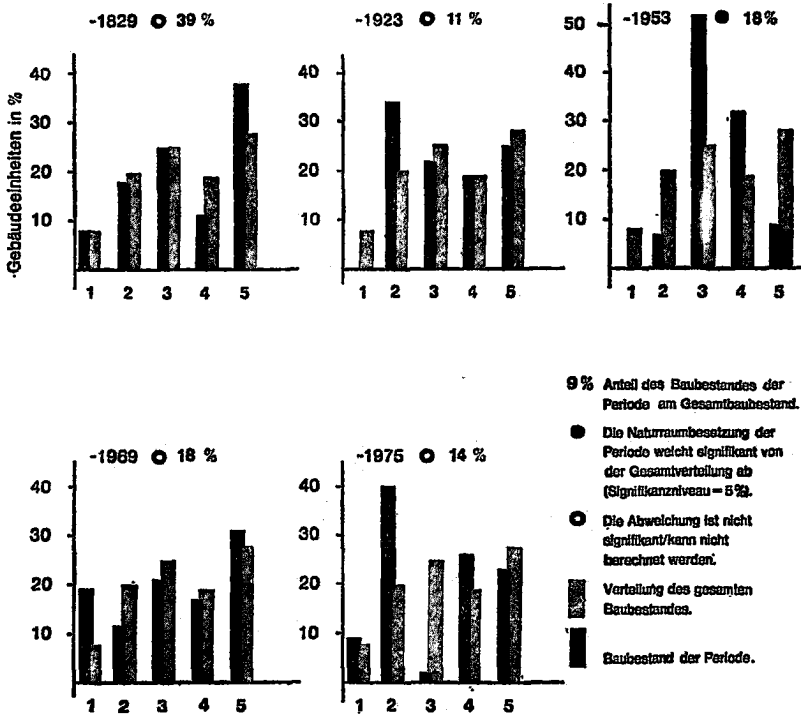 -1829 39 %
Gebäudeeinheiten in %
40
30
20
10
1 2 3 4 5
-1923 11 %
40
30
20
10
1 2 3 4 5
-1953 18 %
50
40
30
20
10
1 2 3 4 5
-1969 18 %
40
30
20
10
1 2 3 4 5
-1975 14 %
40
30
20
10
1 2 3 4 5
9% Anteil des Baubestandes der
Periode am Gesamtbaubestand.
Die Naturraumbesetzung der
Periode weicht signifikant von
der Gesamtverteilung ab
(Signifikanzniveau = 5%).
Die Abweichung ist nicht
signifikant/kann nicht
berechnet werden.
Verteilung des gesamten
Baubestandes.
Baubestand der Periode.